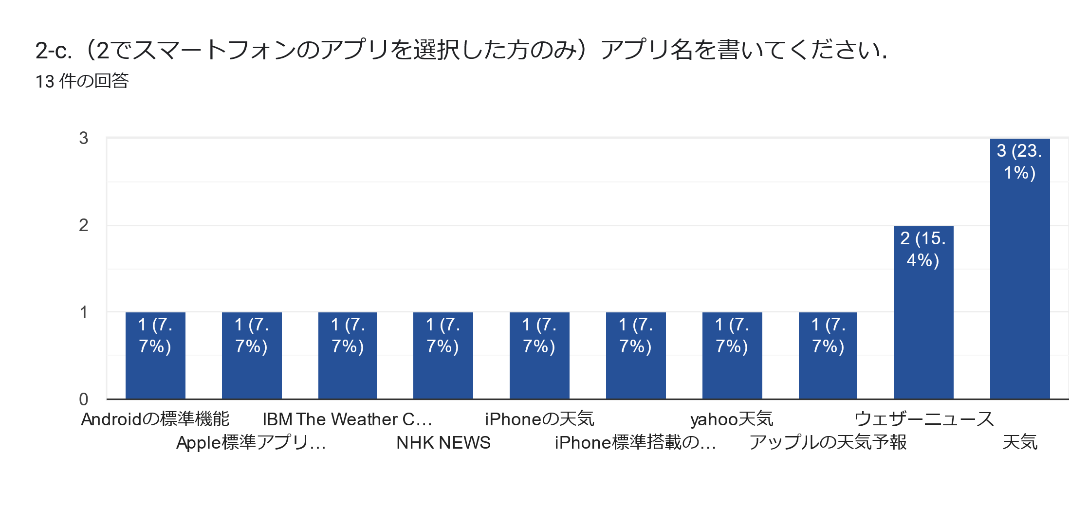 2-c.（2でスマートフォンのアプリを選択した方のみ）アプリ名を書いてください.
13 件の回答
3
2
1
0
1 (7.
7%)
1 (7.
7%)
1 (7.
7%)
1 (7.
7%)
1 (7.
7%)
1 (7.
7%)
1 (7.
7%)
1 (7.
7%)
2 (15.
4%)
3 (23.
1%)
Androidの標準機能
Apple標準アプリ…
IBM The Weather C…
NHK NEWS
iPhoneの天気
iPhone標準搭載の…
yahoo天気
アップルの天気予報
ウェザーニュース
天気